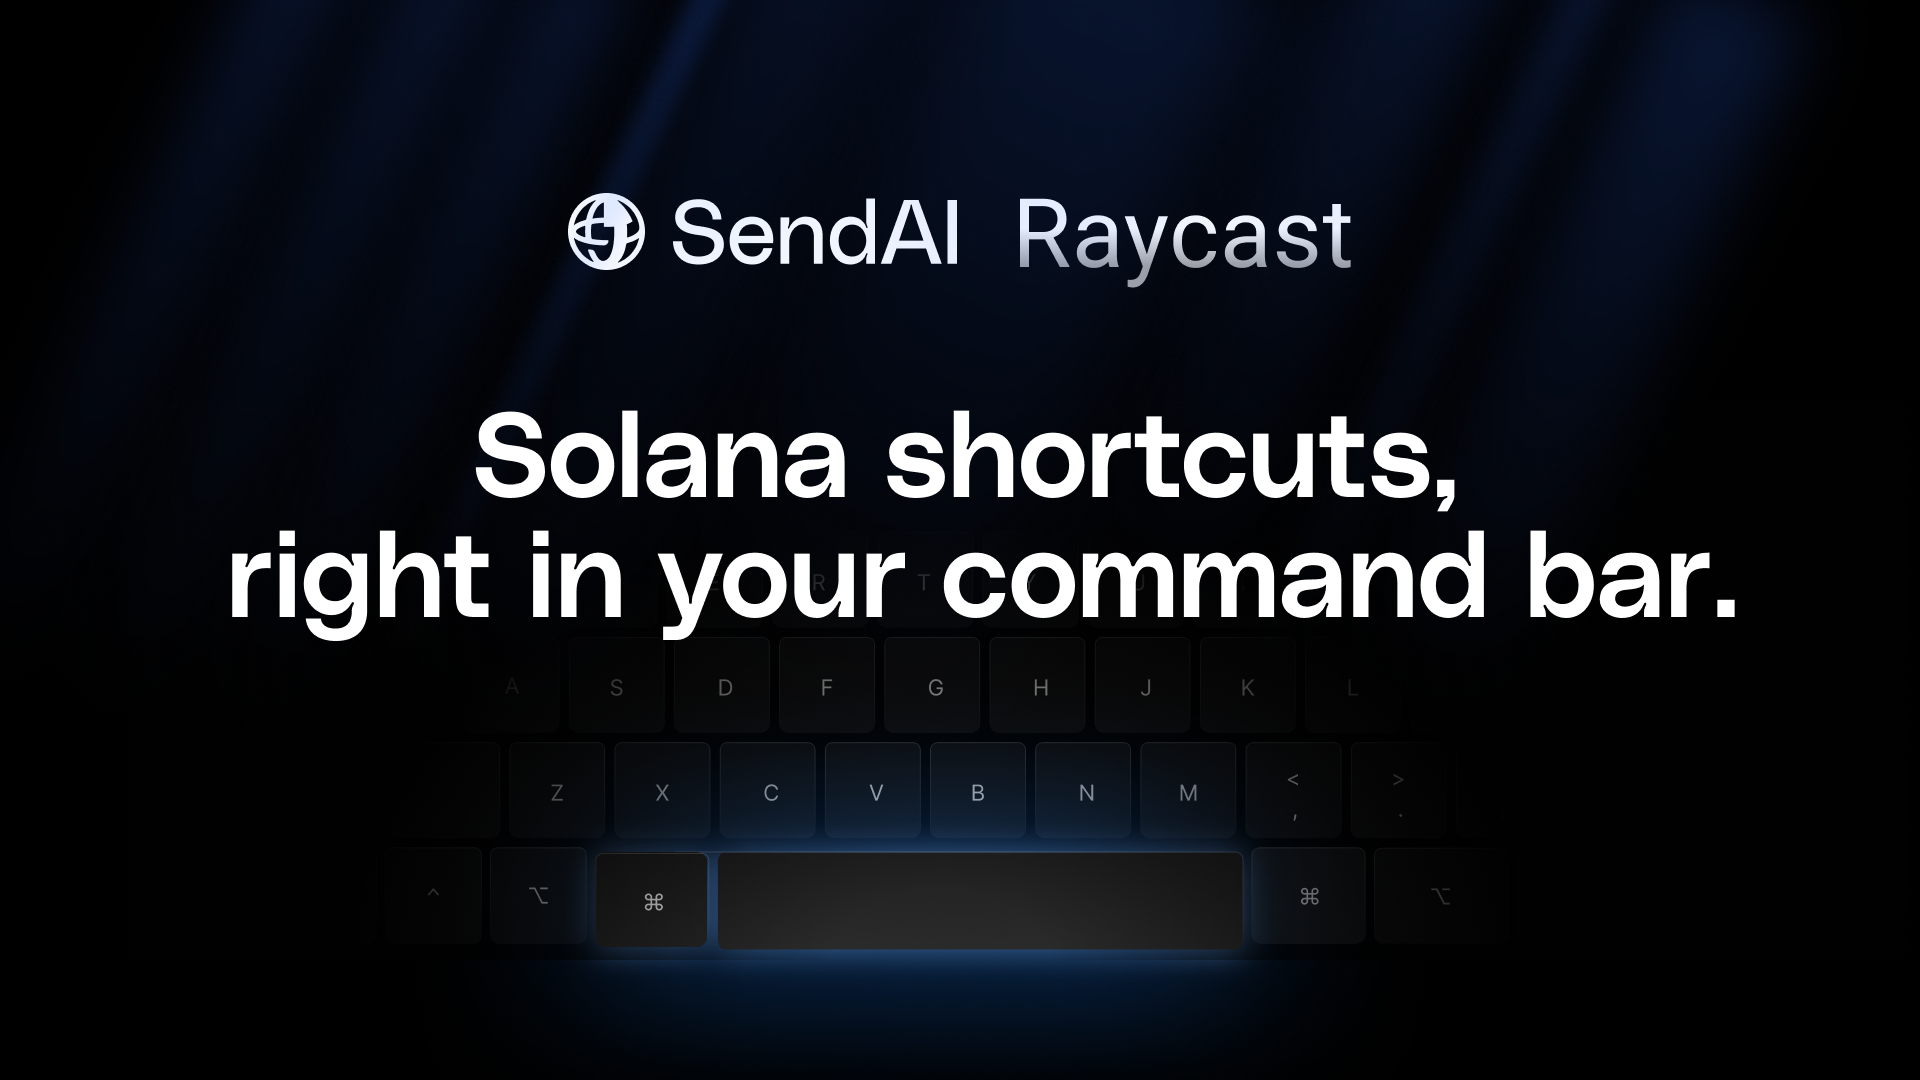 SendAI Raycast
Solana shortcuts,
right in your command bar.
R T U
A S D F G H J K L
Z X C V B N M < ,  > .
^ ⌥ ⌘ ⌘ ⌥